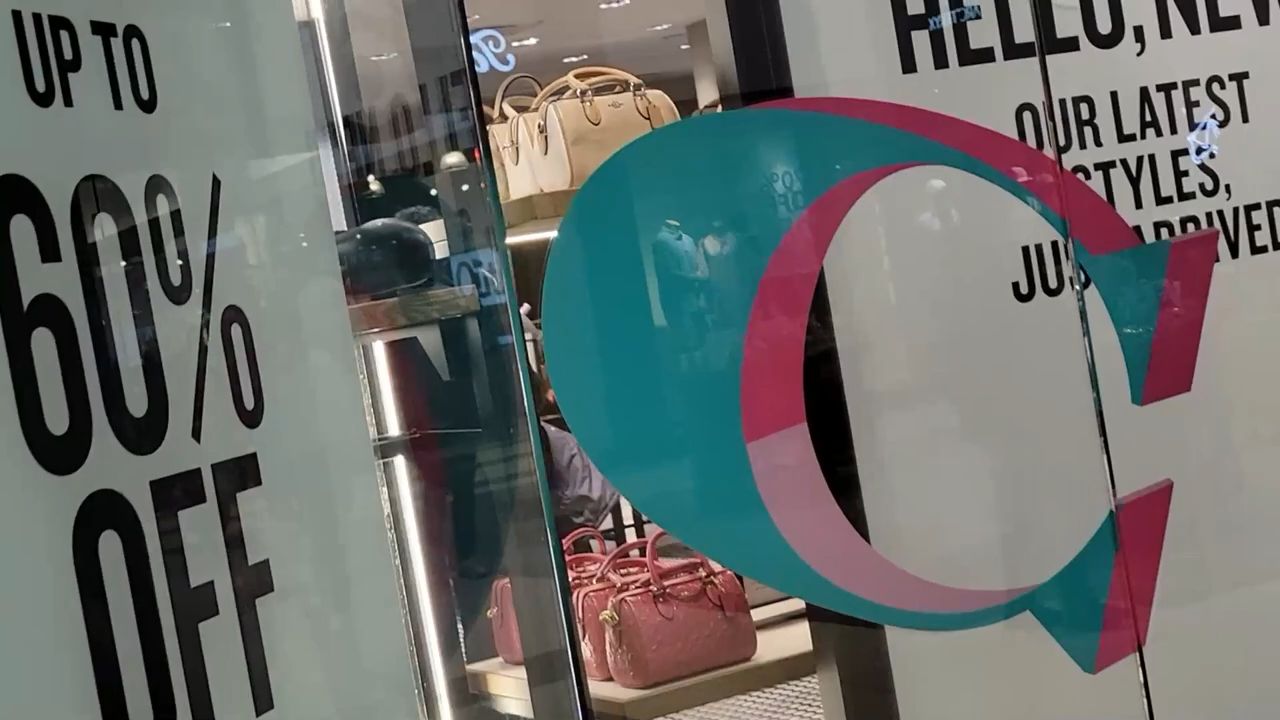 UP TO
60%
OFF
C
HELLO, NEW
OUR LATEST
STYLES,
JUST ARRIVED